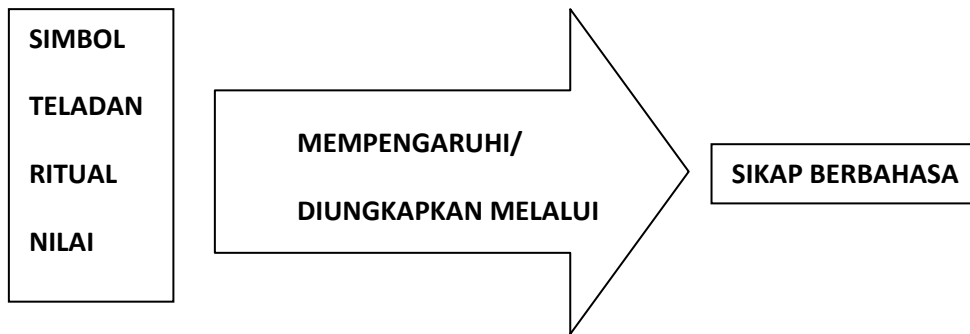 SIMBOL
TELADAN
RITUAL
NILAI
MEMPENGARUHI/
DIUNGKAPKAN MELALUI
SIKAP BERBAHASA